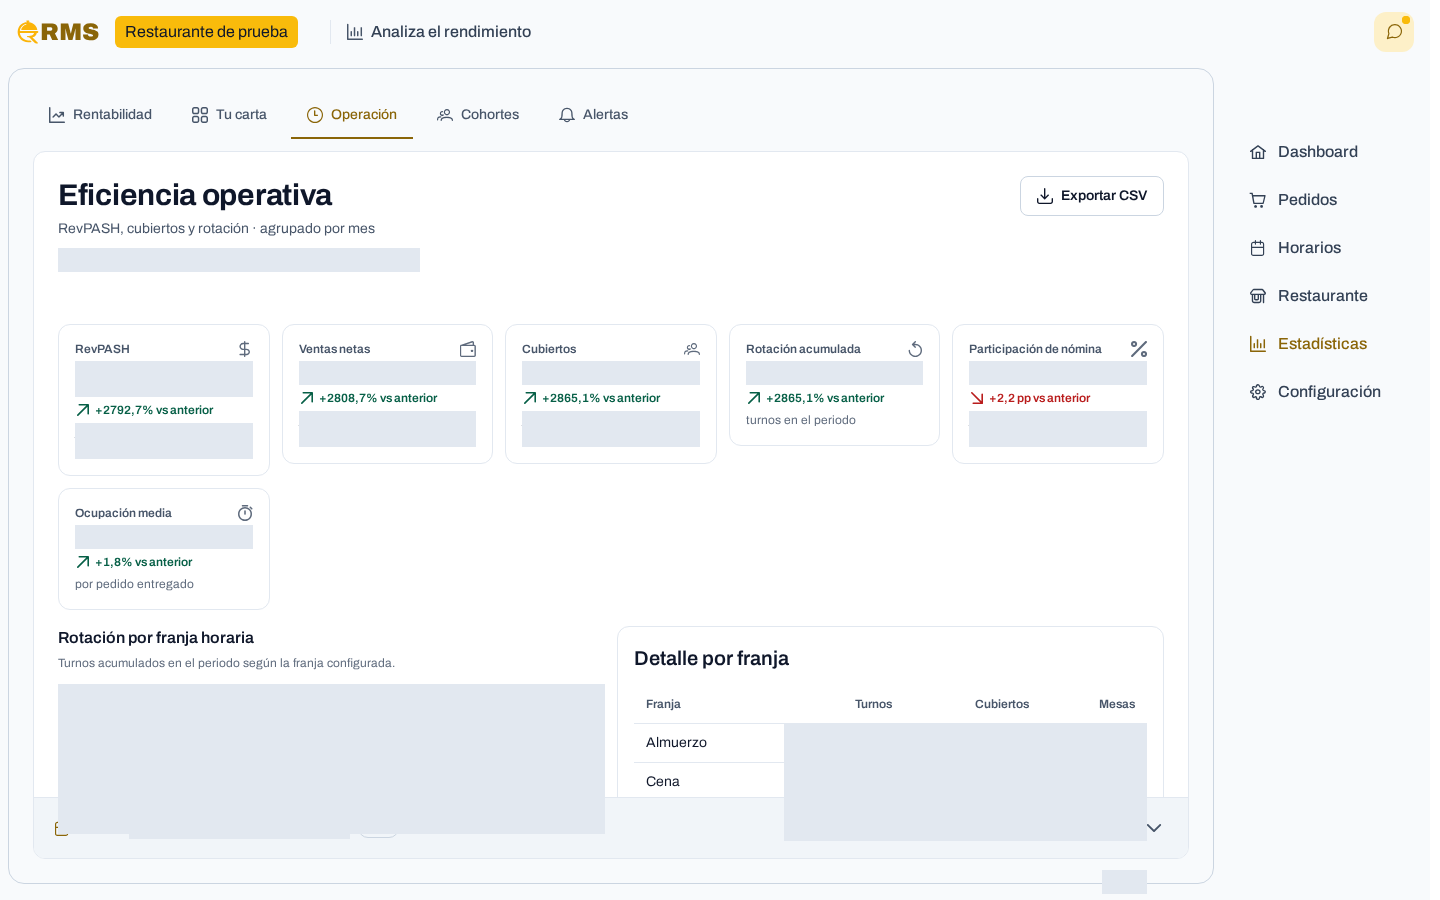 RMS
Restaurante de prueba
Analiza el rendimiento
Rentabilidad
Tu carta
Operación
Cohortes
Alertas
Dashboard
Pedidos
Horarios
Restaurante
Estadísticas
Configuración
Eficiencia operativa
Exportar CSV
RevPASH, cubiertos y rotación · agrupado por mes
RevPASH
+2792,7% vs anterior
Ventas netas
+2808,7% vs anterior
Cubiertos
+2865,1% vs anterior
Rotación acumulada
+2865,1% vs anterior
turnos en el periodo
Participación de nómina
+2,2 pp vs anterior
Ocupación media
+1,8% vs anterior
por pedido entregado
Rotación por franja horaria
Turnos acumulados en el periodo según la franja configurada.
Detalle por franja
Franja Turnos Cubiertos Mesas
Almuerzo
Cena